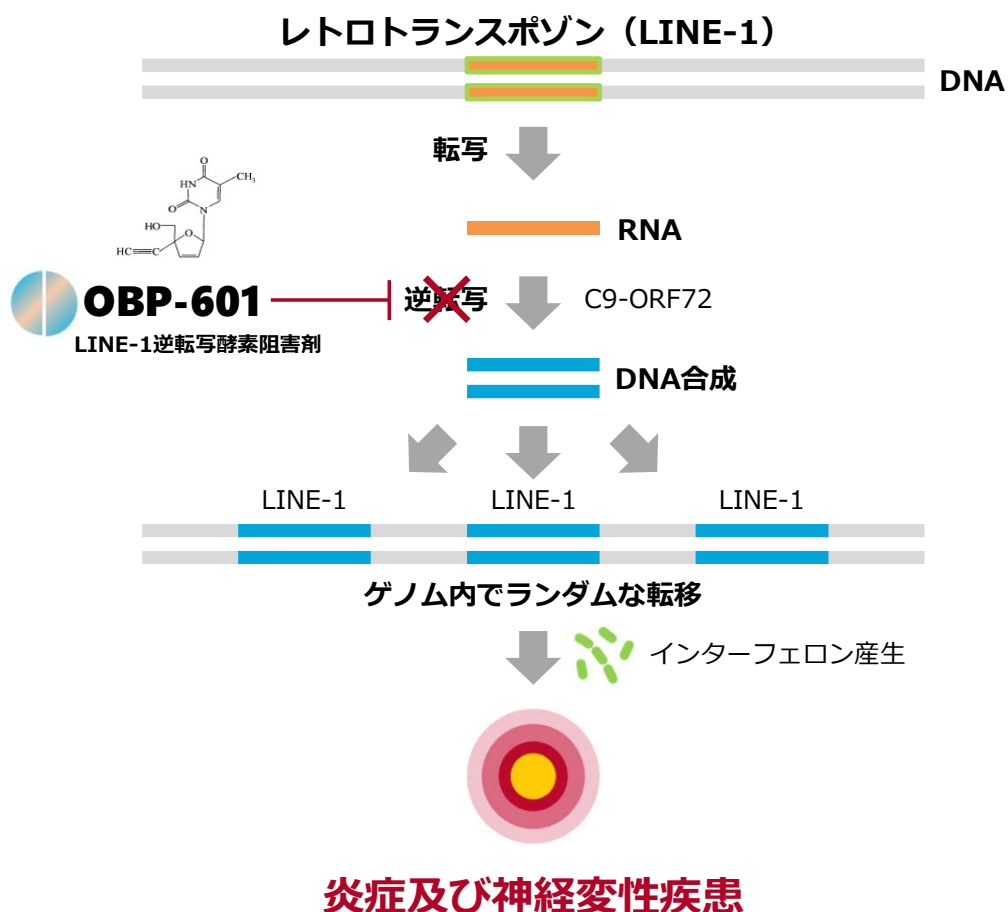 レトロトランスポゾン（LINE-1）
DNA
転写
O
HN
CH₃
O
N
HO
O
HC
C
RNA
OBP-601
逆転写
C9-ORF72
LINE-1逆転写酵素阻害剤
DNA合成
LINE-1
LINE-1
LINE-1
ゲノム内でランダムな転移
インターフェロン産生
炎症及び神経変性疾患